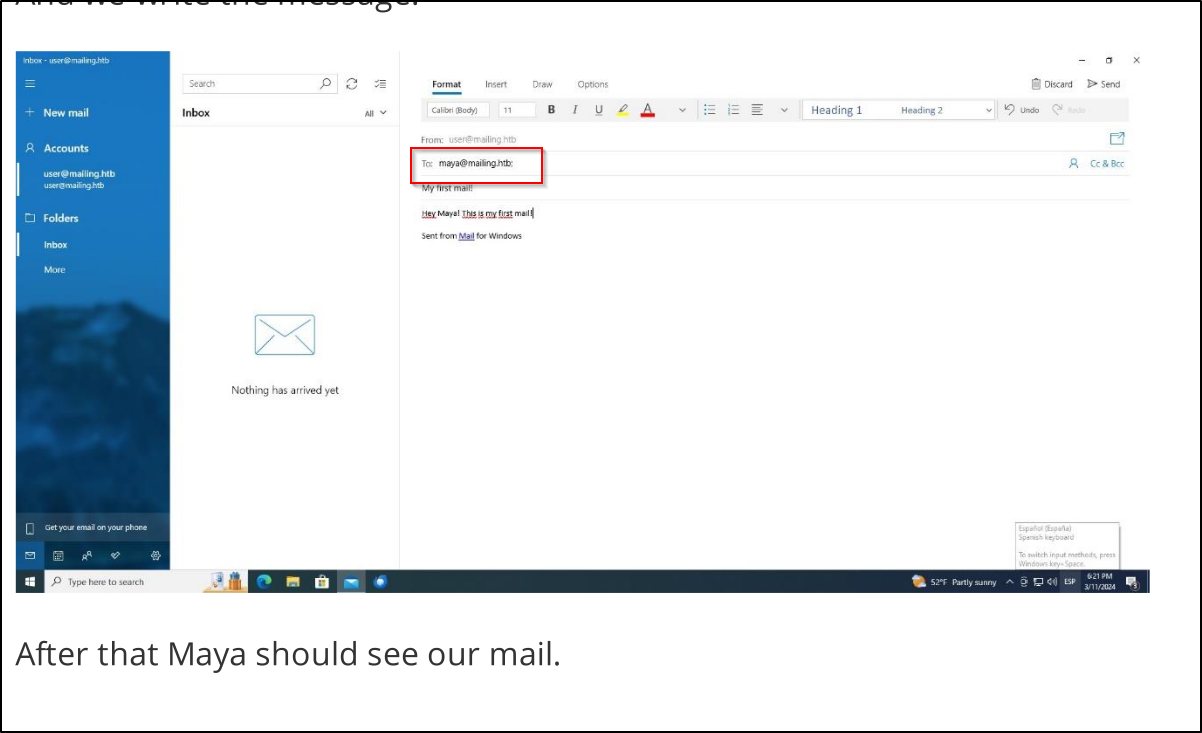 And we write the message.
Inbox - user@mailing.htb
New mail
Accounts
user@mailing.htb
user@mailing.htb
Folders
Inbox
More
Get your email on your phone
Search
Inbox
All
Nothing has arrived yet
Format Insert Draw Options
Discard Send
Calibri (Body) 11 B I U A Heading 1 Heading 2 Undo Redo
From: user@mailing.htb
To: maya@mailing.htb;
Cc & Bcc
My first mail!
Hey Maya! This is my first mail!
Sent from Mail for Windows
Español (España)
Spanish keyboard
To switch input methods, press
Windows key+Space.
Type here to search
52°F Partly sunny
ESP
6:21 PM
3/11/2024
3
After that Maya should see our mail.